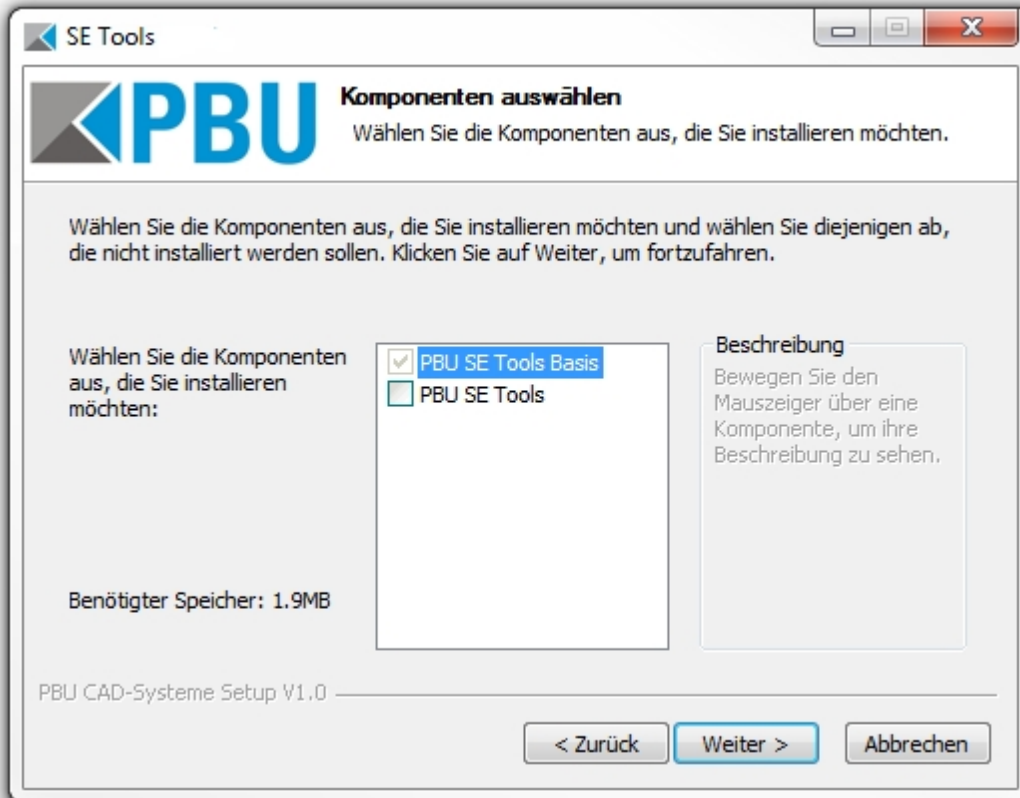 SE Tools
PBU
Komponenten auswählen
Wählen Sie die Komponenten aus, die Sie installieren möchten.
Wählen Sie die Komponenten aus, die Sie installieren möchten und wählen Sie diejenigen ab,
die nicht installiert werden sollen. Klicken Sie auf Weiter, um fortzufahren.
Wählen Sie die Komponenten
aus, die Sie installieren
möchten:
PBU SE Tools Basis
PBU SE Tools
Beschreibung
Bewegen Sie den
Mauszeiger über eine
Komponente, um ihre
Beschreibung zu sehen.
Benötigter Speicher: 1.9MB
PBU CAD-Systeme Setup V1.0
< Zurück
Weiter >
Abbrechen